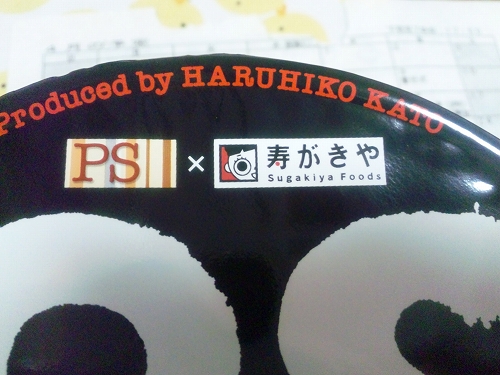 Produced by HARUHIKO KATO
PS × 寿がきや
Sugakiya Foods